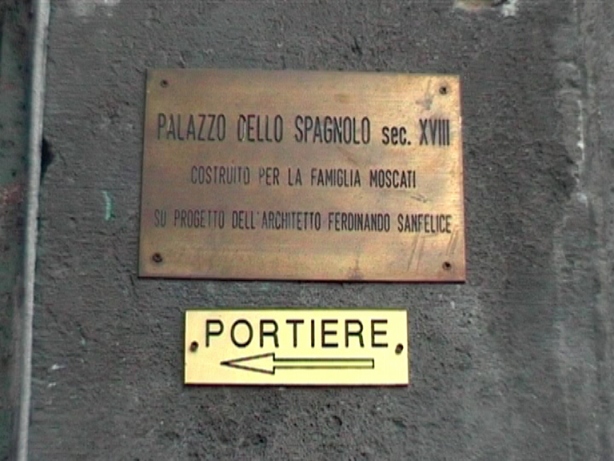 PALAZZO DELLO SPAGNOLO sec. XVIII
COSTRUITO PER LA FAMIGLIA MOSCATI
SU PROGETTO DELL'ARCHITETTO FERDINANDO SANFELICE
PORTIERE